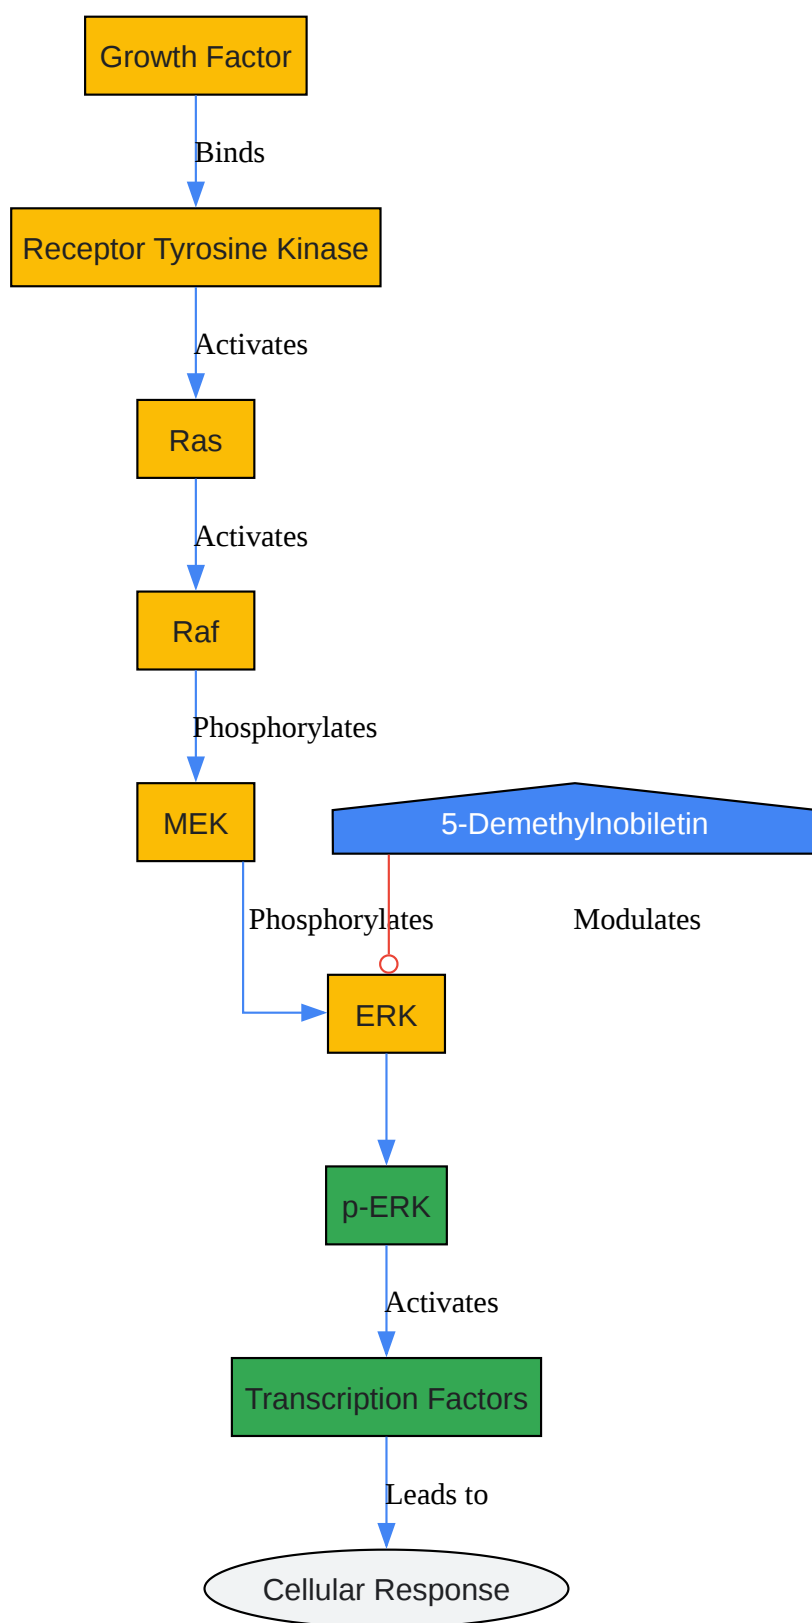 Growth Factor
Binds
Receptor Tyrosine Kinase
Activates
Ras
Activates
Raf
Phosphorylates
MEK
5-Demethylnobiletin
Phosphorylates
Modulates
ERK
p-ERK
Activates
Transcription Factors
Leads to
Cellular Response